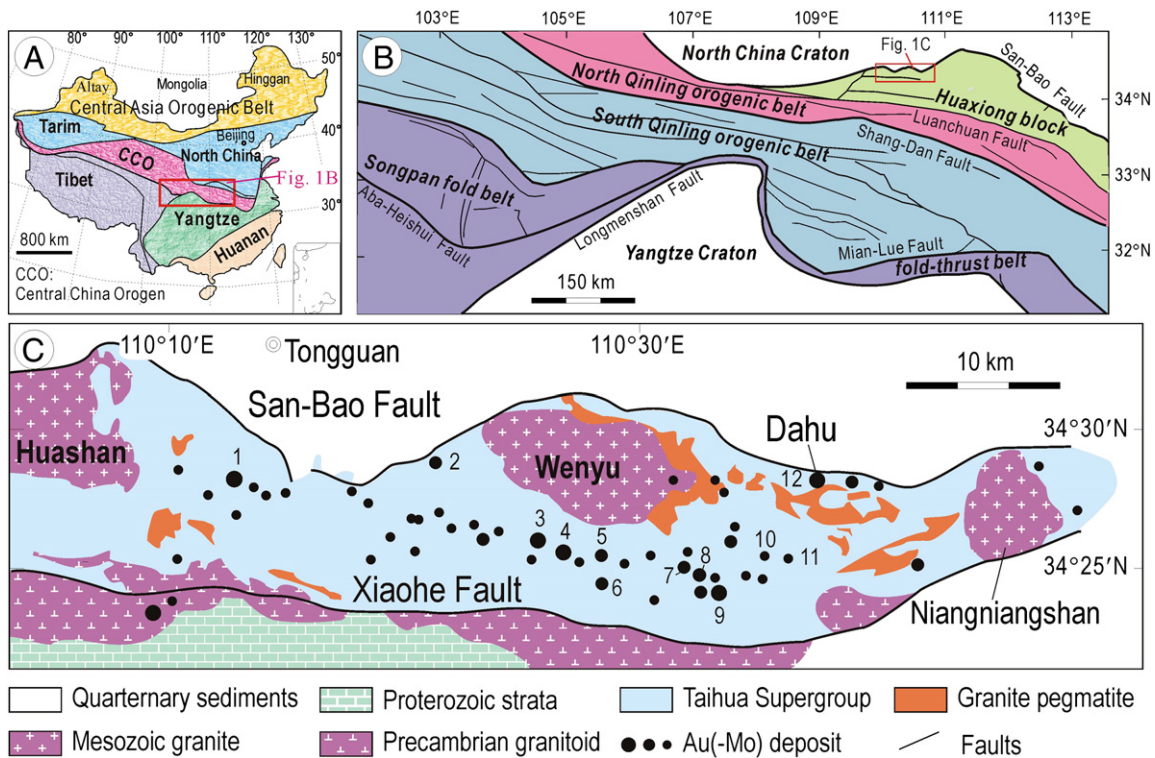 A
80°
90°
100°
110°
120°
130°
50°
Mongolia
Hinggan
Altay
Central Asia Orogenic Belt
40°
Tarim
Beijing
CCO
North China
Tibet
Fig. 1B
30°
Yangtze
800 km
Huanan
CCO:
Central China Orogen
103°E
105°E
107°E
109°E
111°E
113°E
B
North China Craton
Fig. 1C
San-Bao Fault
North Qinling orogenic belt
Huaxiong block
34°N
South Qinling orogenic belt
Luanchuan Fault
Shang-Dan Fault
Songpan fold belt
33°N
Aba-Heishui Fault
Longmenshan Fault
Mian-Lue Fault
32°N
Yangtze Craton
fold-thrust belt
150 km
C
110°10′E
Tongguan
110°30′E
10 km
San-Bao Fault
Dahu
34°30′N
Huashan
Wenyu
1
2
12
3
4
5
10
11
8
7
6
9
34°25′N
Xiaohe Fault
Niangniangshan
Quarternary sediments
Proterozoic strata
Taihua Supergroup
Granite pegmatite
Mesozoic granite
Precambrian granitoid
Au(-Mo) deposit
Faults